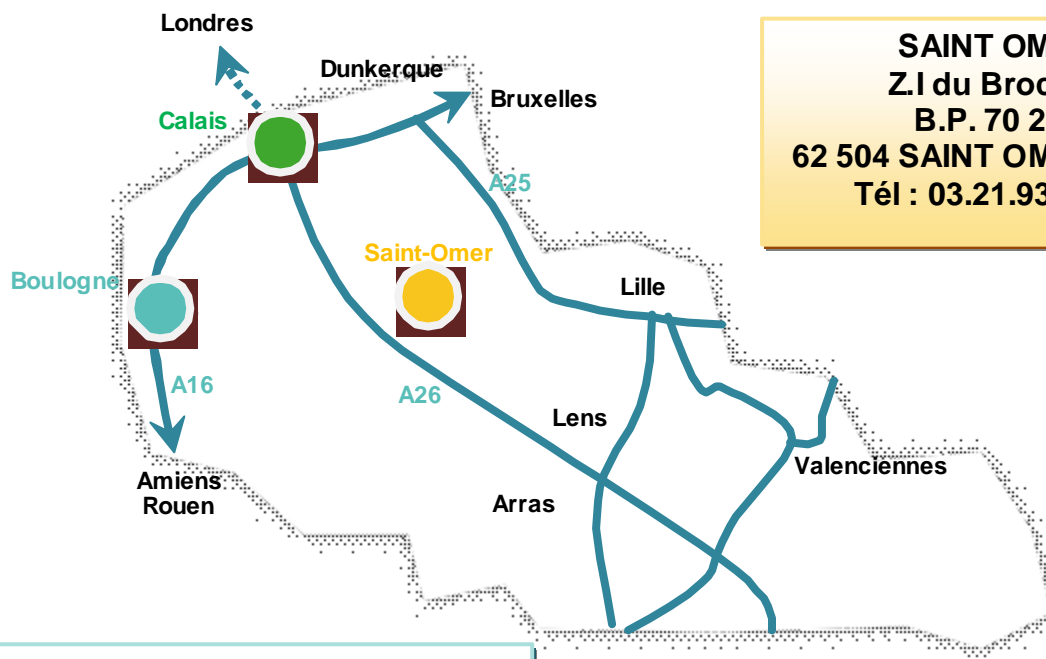 Londres
Dunkerque
Bruxelles
Calais
A25
Saint-Omer
Boulogne
Lille
A16
A26
Lens
Valenciennes
Amiens
Rouen
Arras
SAINT OM
Z.I du Broc
B.P. 70 2
62 504 SAINT OM
Tél : 03.21.93